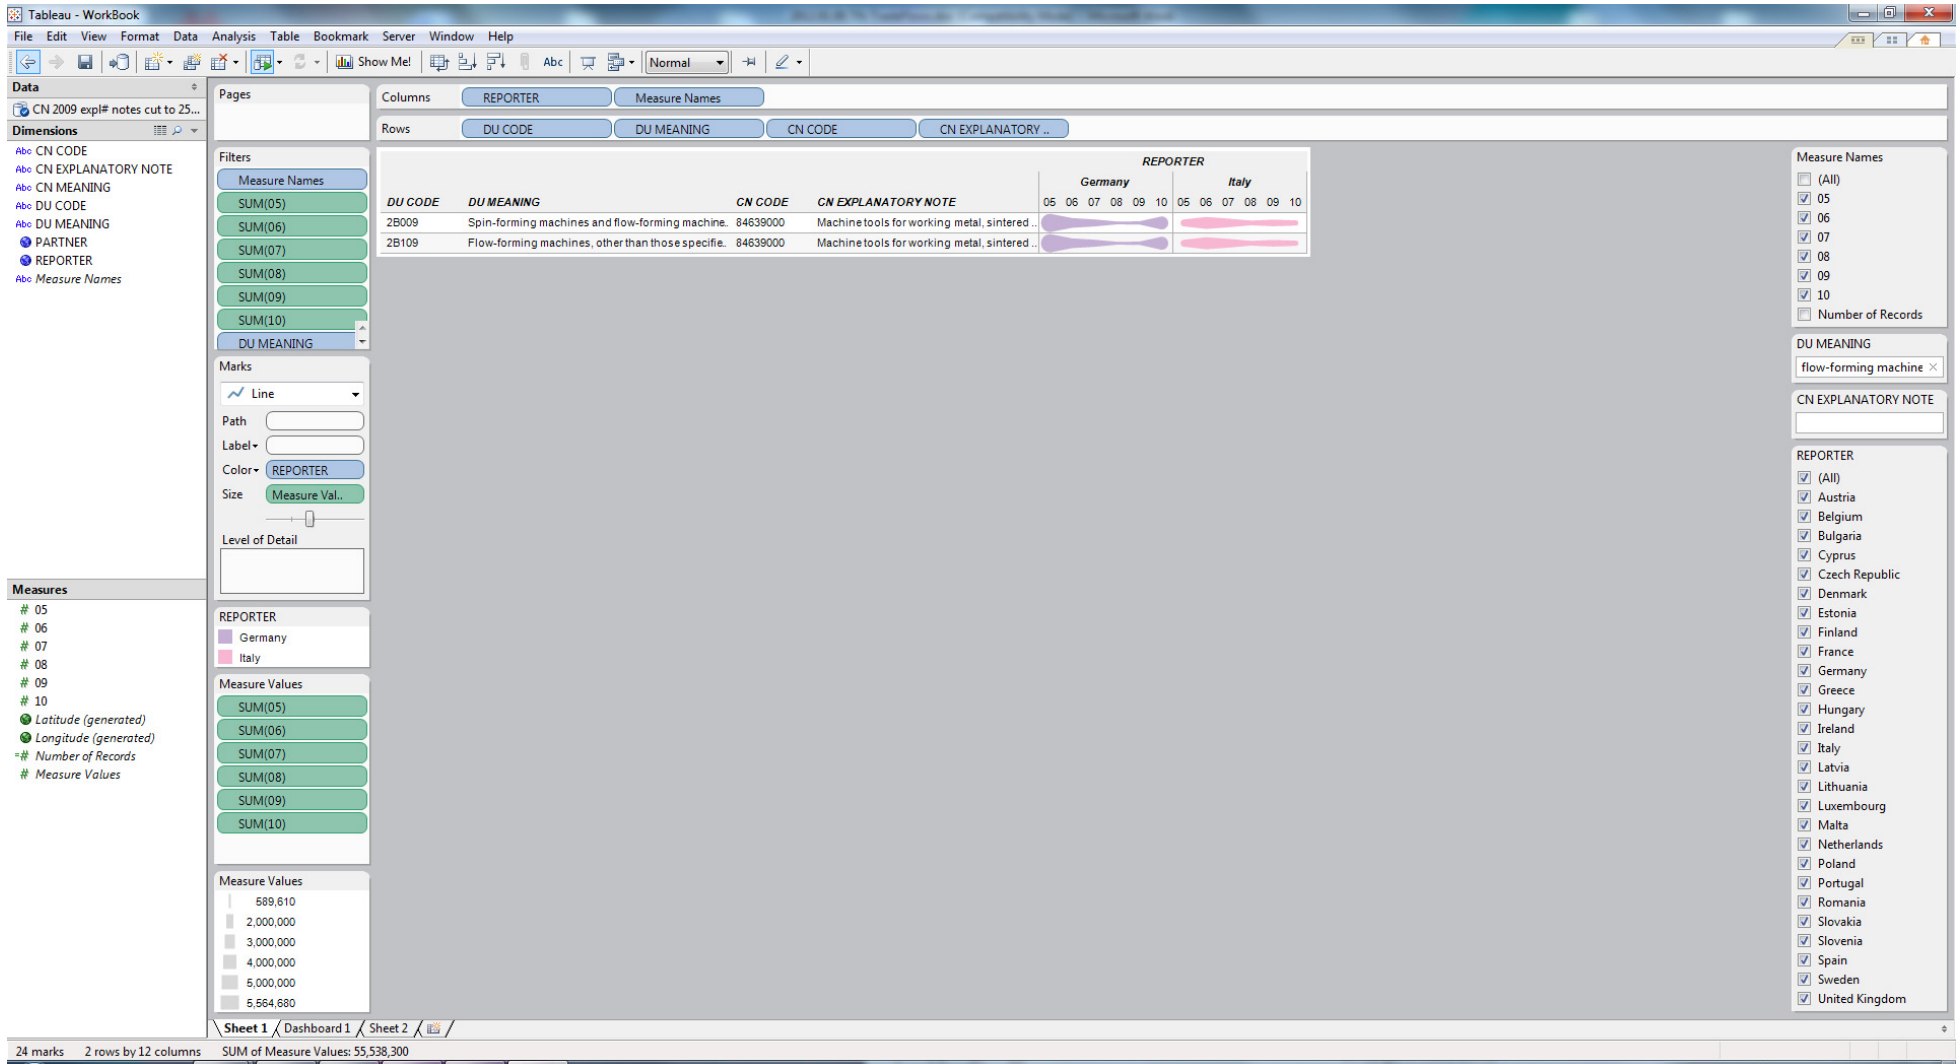 Tableau - WorkBook
File Edit View Format Data Analysis Table Bookmark Server Window Help
Show Me! Abc Normal
Data
CN 2009 expl# notes cut to 25...
Dimensions
Abc CN CODE
Abc CN EXPLANATORY NOTE
Abc CN MEANING
Abc DU CODE
Abc DU MEANING
PARTNER
REPORTER
Abc Measure Names
Measures
# 05
# 06
# 07
# 08
# 09
# 10
Latitude (generated)
Longitude (generated)
=# Number of Records
# Measure Values
Pages
Filters
Measure Names
SUM(05)
SUM(06)
SUM(07)
SUM(08)
SUM(09)
SUM(10)
DU MEANING
Marks
Line
Path
Label
Color REPORTER
Size Measure Val..
Level of Detail
REPORTER
Germany
Italy
Measure Values
SUM(05)
SUM(06)
SUM(07)
SUM(08)
SUM(09)
SUM(10)
Measure Values
589,610
2,000,000
3,000,000
4,000,000
5,000,000
5,564,680
Columns REPORTER Measure Names
Rows DU CODE DU MEANING CN CODE CN EXPLANATORY ..
REPORTER
Germany Italy
DU CODE DU MEANING CN CODE CN EXPLANATORY NOTE 05 06 07 08 09 10 05 06 07 08 09 10
2B009 Spin-forming machines and flow-forming machine.. 84639000 Machine tools for working metal, sintered ..
2B109 Flow-forming machines, other than those specifie.. 84639000 Machine tools for working metal, sintered ..
Measure Names
(All)
05
06
07
08
09
10
Number of Records
DU MEANING
flow-forming machine
CN EXPLANATORY NOTE
REPORTER
(All)
Austria
Belgium
Bulgaria
Cyprus
Czech Republic
Denmark
Estonia
Finland
France
Germany
Greece
Hungary
Ireland
Italy
Latvia
Lithuania
Luxembourg
Malta
Netherlands
Poland
Portugal
Romania
Slovakia
Slovenia
Spain
Sweden
United Kingdom
Sheet 1 Dashboard 1 Sheet 2
24 marks 2 rows by 12 columns SUM of Measure Values: 55,538,300